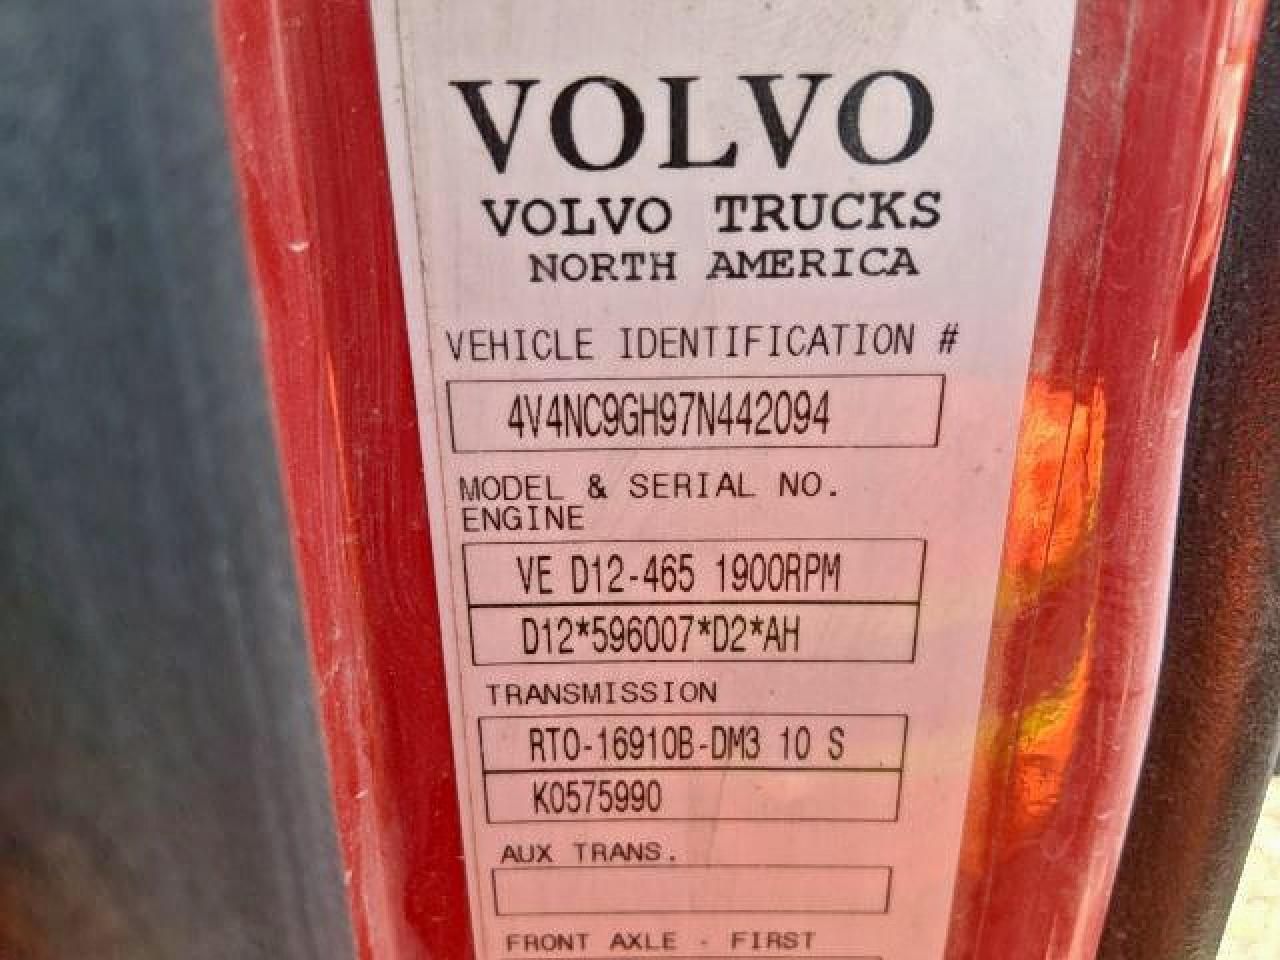 VOLVO
VOLVO TRUCKS
NORTH AMERICA
VEHICLE IDENTIFICATION #
4V4NC9GH97N442094
MODEL & SERIAL NO.
ENGINE
VE D12-465 1900RPM
D12*596007*D2*AH
TRANSMISSION
RTO-16910B-DM3 10 S
K0575990
AUX TRANS.
FRONT AXLE - FIRST